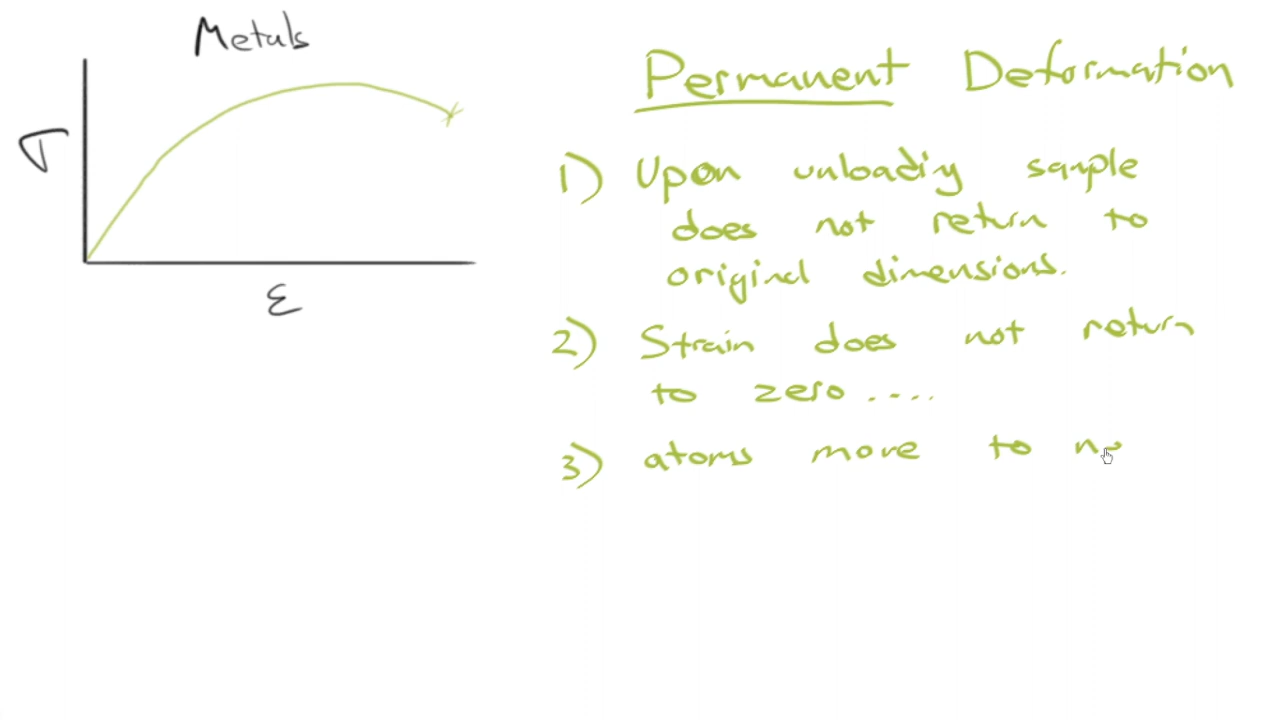 Metals
σ
ε
Permanent Deformation
1) Upon unloading sample
does not return to
original dimensions.
2) Strain does not return
to zero .....
3) atoms move to ne